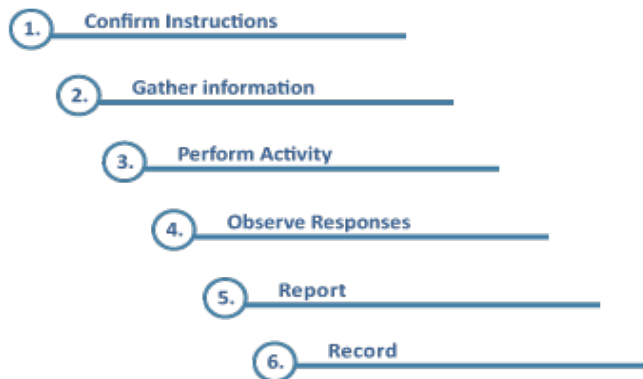 1. Confirm Instructions
2. Gather information
3. Perform Activity
4. Observe Responses
5. Report
6. Record